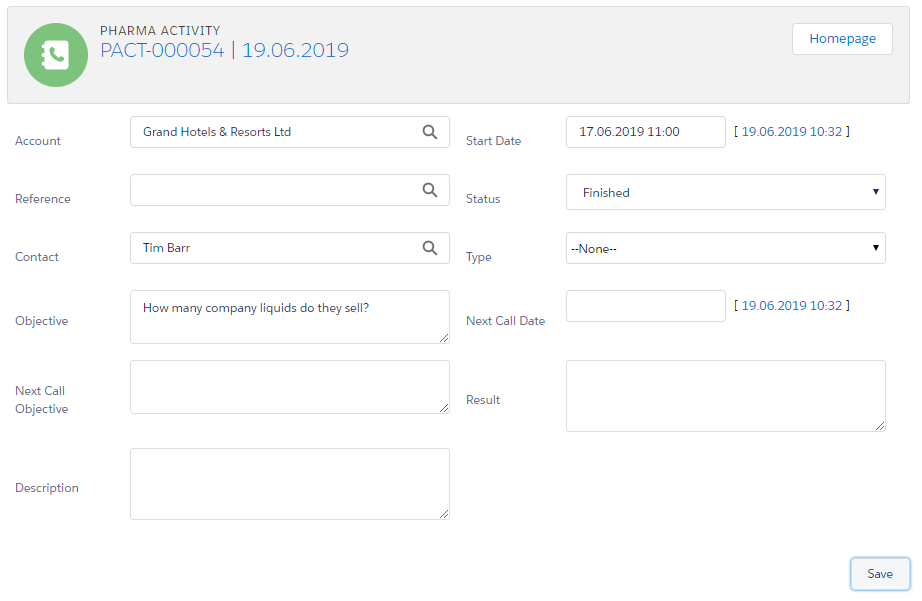 PHARMA ACTIVITY
PACT-000054 | 19.06.2019
Homepage
Account
Grand Hotels & Resorts Ltd
Start Date
17.06.2019 11:00
[ 19.06.2019 10:32 ]
Reference
Status
Finished
Contact
Tim Barr
Type
--None--
Objective
How many company liquids do they sell?
Next Call Date
[ 19.06.2019 10:32 ]
Next Call
Objective
Result
Description
Save